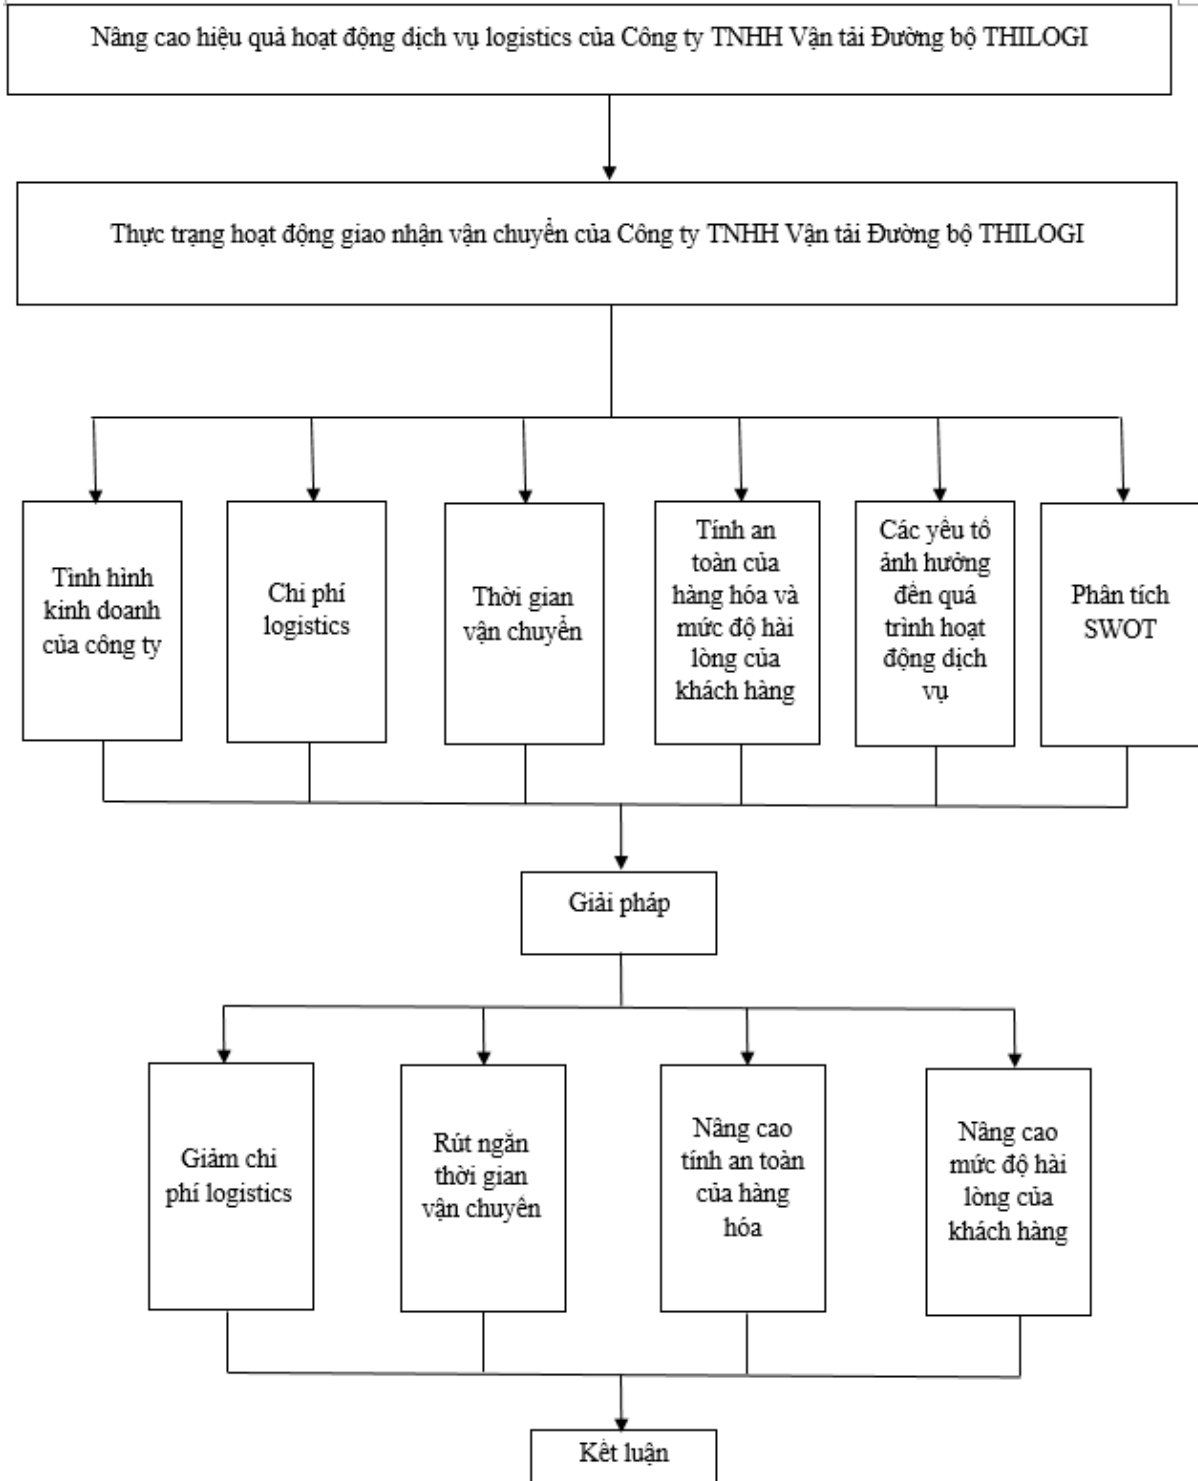 Nâng cao hiệu quả hoạt động dịch vụ logistics của Công ty TNHH Vận tải Đường bộ THILOGI
Thực trạng hoạt động giao nhận vận chuyển của Công ty TNHH Vận tải Đường bộ THILOGI
Tình hình
kinh doanh
của công ty
Chi phí
logistics
Thời gian
vận chuyển
Tính an
toàn của
hàng hóa và
mức độ hài
lòng của
khách hàng
Các yếu tố
ảnh hưởng
đến quá
trình hoạt
động dịch
vụ
Phân tích
SWOT
Giải pháp
Giảm chi
phí logistics
Rút ngắn
thời gian
vận chuyển
Nâng cao
tính an toàn
của hàng
hóa
Nâng cao
mức độ hài
lòng của
khách hàng
Kết luận